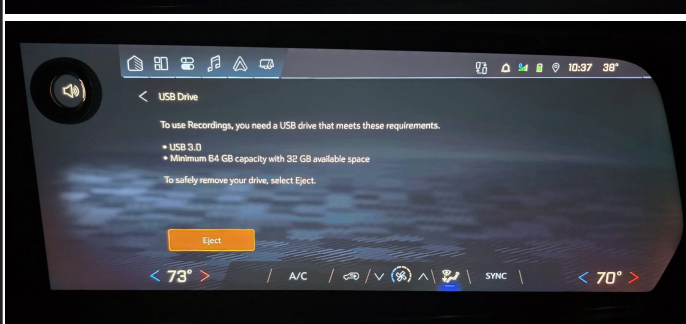 10:37 38°
USB Drive
To use Recordings, you need a USB drive that meets these requirements.
• USB 3.0
• Minimum 64 GB capacity with 32 GB available space
To safely remove your drive, select Eject.
Eject
< 73° > A/C SYNC < 70° >